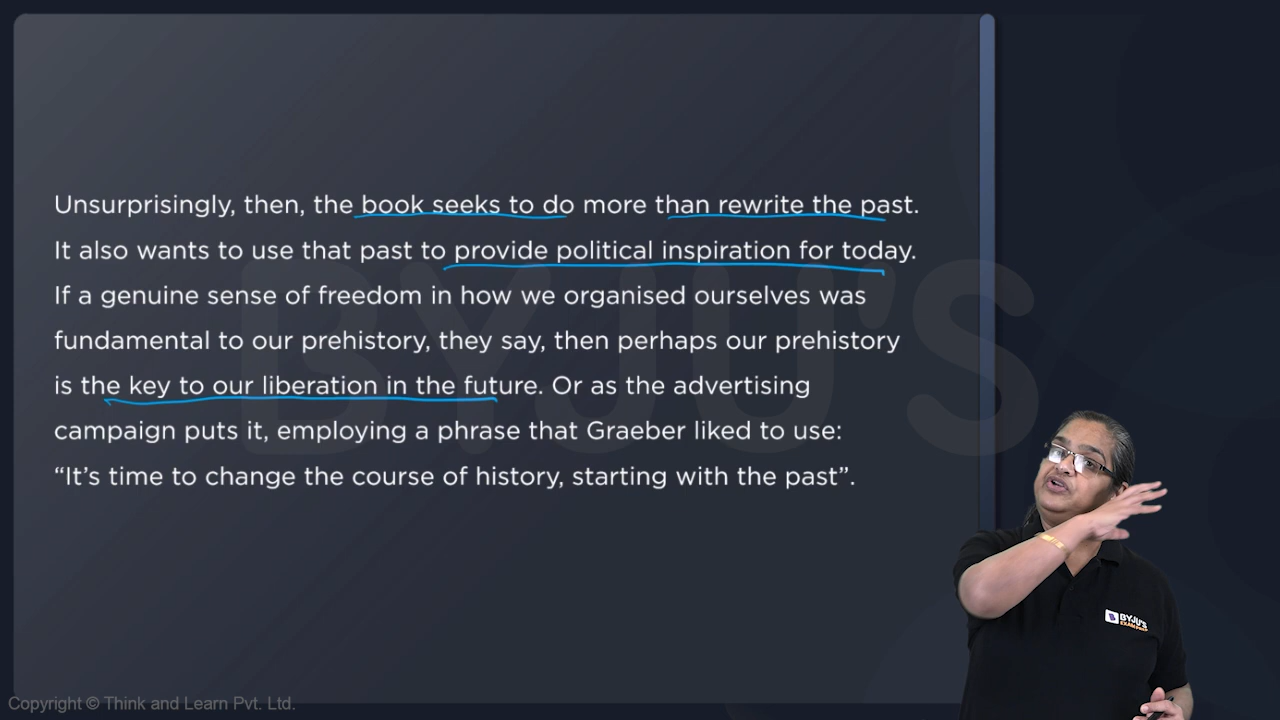 Unsurprisingly, then, the book seeks to do more than rewrite the past.
It also wants to use that past to provide political inspiration for today.
If a genuine sense of freedom in how we organised ourselves was
fundamental to our prehistory, they say, then perhaps our prehistory
is the key to our liberation in the future. Or as the advertising
campaign puts it, employing a phrase that Graeber liked to use:
“It’s time to change the course of history, starting with the past”.
BYJU'S
BYJU'S
EXAM PREP
Copyright © Think and Learn Pvt. Ltd.